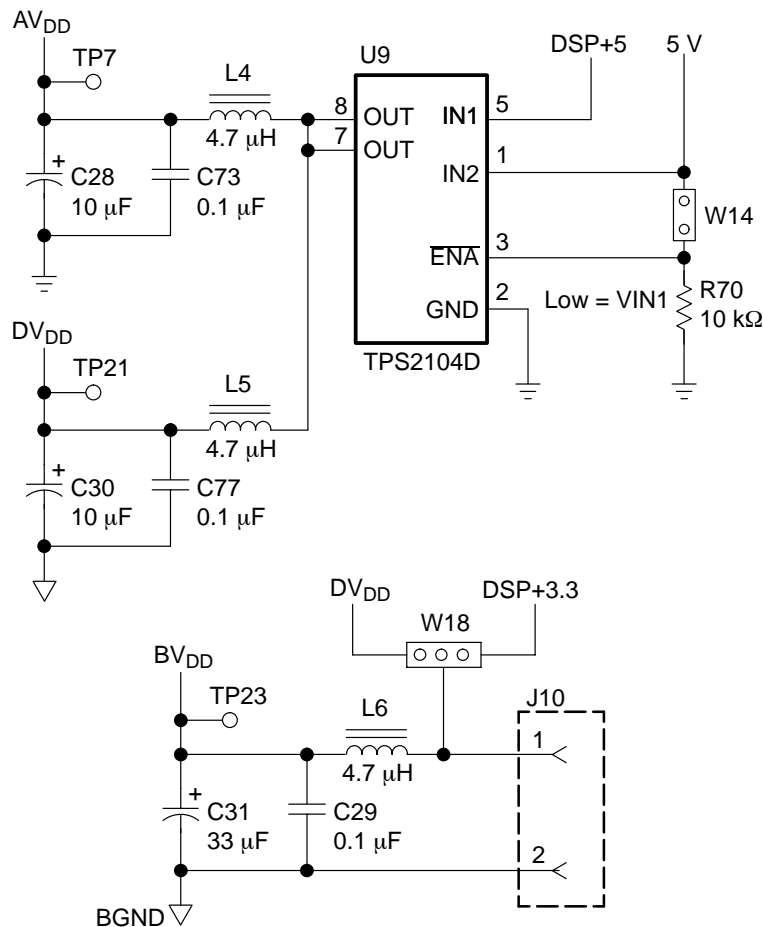 AVDD
TP7
L4
4.7 μH
C28
10 μF
+
C73
0.1 μF
U9
8
OUT
7
OUT
IN1
5
IN2
1
ENA
3
GND
2
TPS2104D
DSP+5
5 V
W14
Low = VIN1
R70
10 kΩ
DVDD
TP21
L5
4.7 μH
+
C30
10 μF
C77
0.1 μF
DVDD
DSP+3.3
W18
BVDD
TP23
L6
4.7 μH
+
C31
33 μF
C29
0.1 μF
BGND
J10
1
2